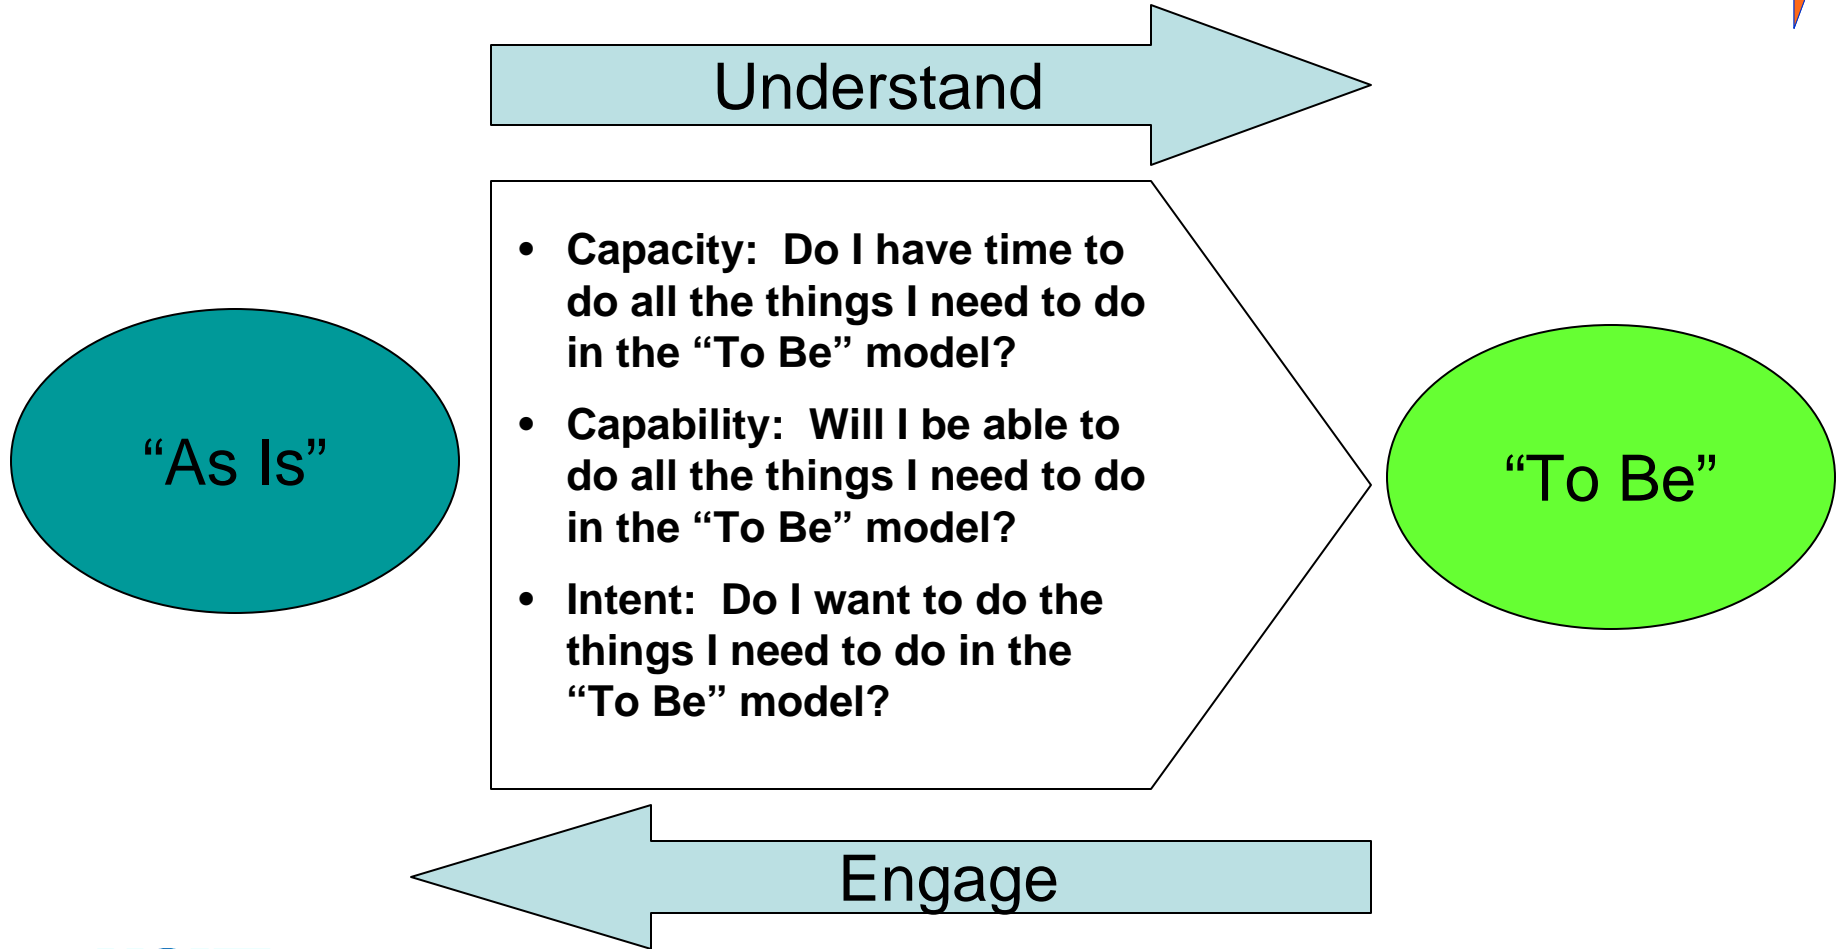 Understand
• Capacity:  Do I have time to
do all the things I need to do
in the “To Be” model?
• Capability:  Will I be able to
do all the things I need to do
in the “To Be” model?
• Intent:  Do I want to do the
things I need to do in the
“To Be” model?
“As Is”
“To Be”
Engage